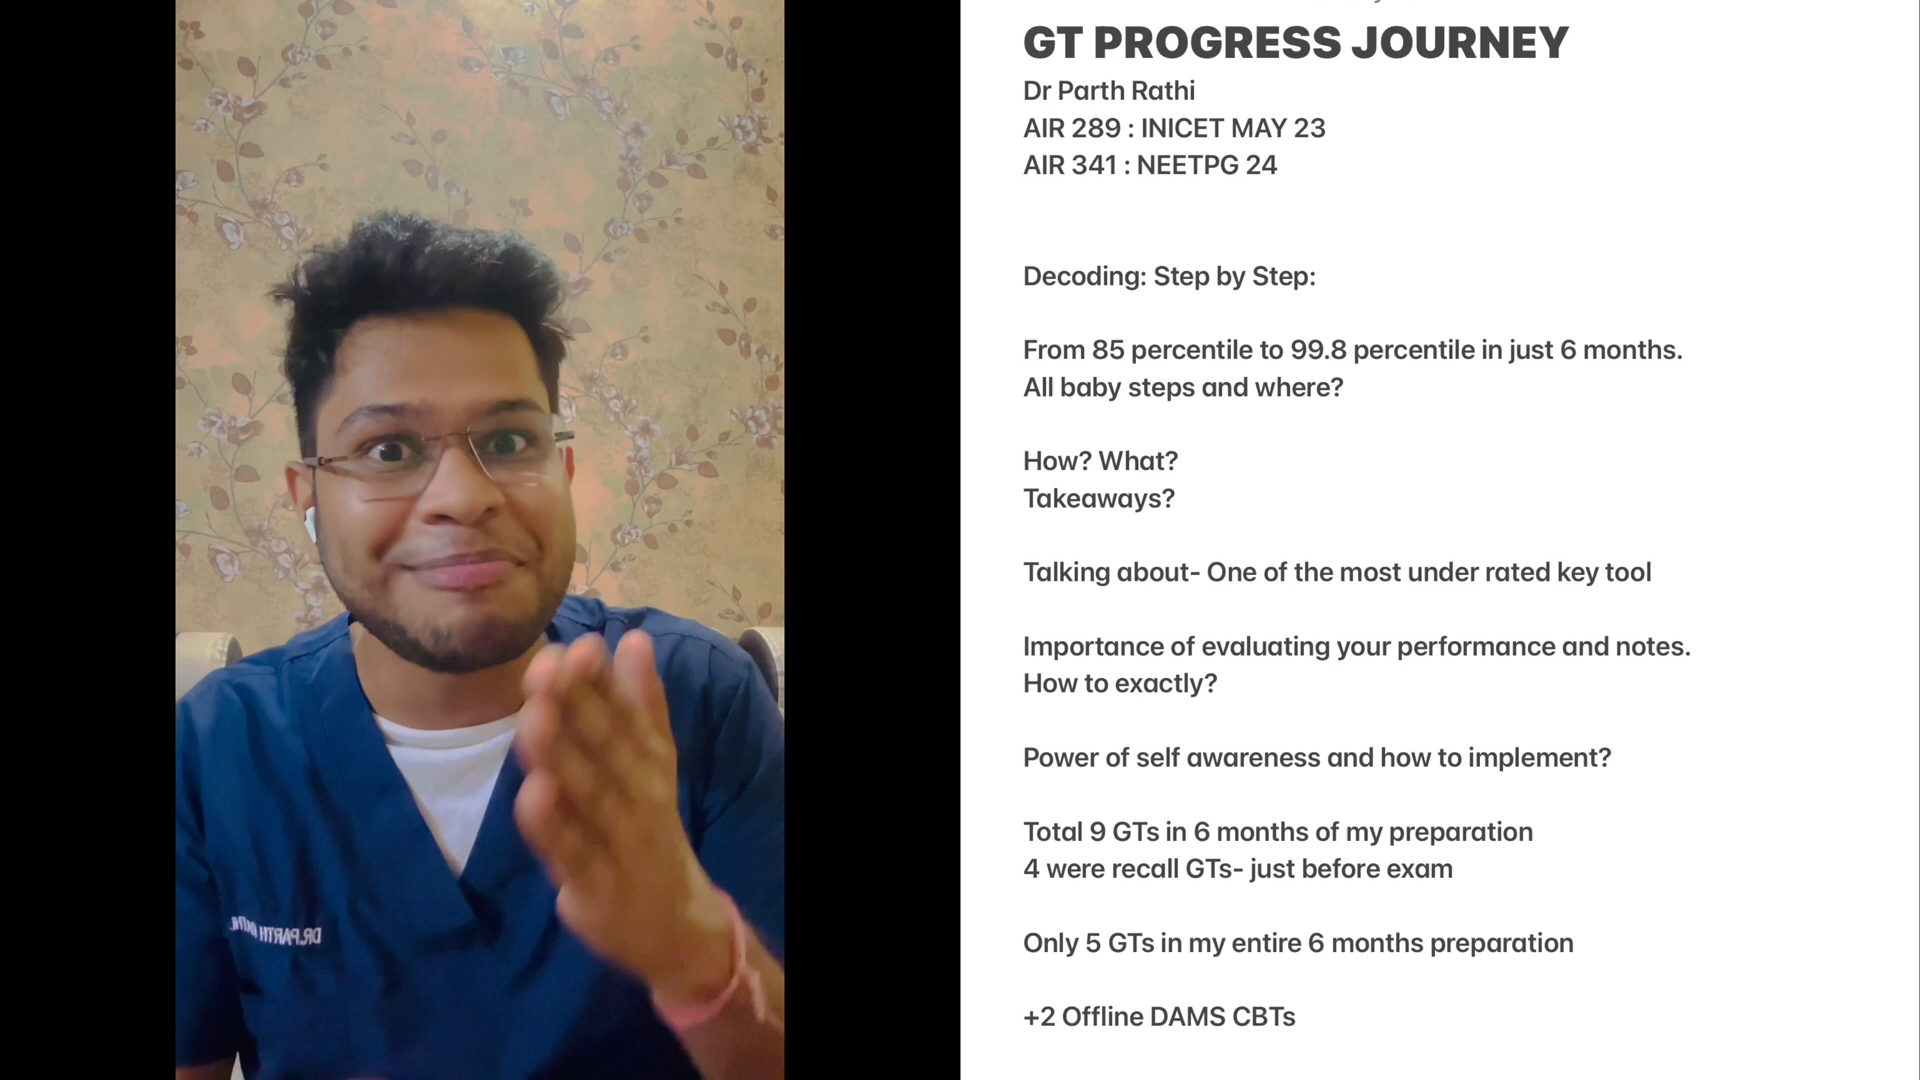 GT PROGRESS JOURNEY
Dr Parth Rathi
AIR 289 : INICET MAY 23
AIR 341 : NEETPG 24
Decoding: Step by Step:
From 85 percentile to 99.8 percentile in just 6 months.
All baby steps and where?
How? What?
Takeaways?
Talking about- One of the most under rated key tool
Importance of evaluating your performance and notes.
How to exactly?
Power of self awareness and how to implement?
Total 9 GTs in 6 months of my preparation
4 were recall GTs- just before exam
Only 5 GTs in my entire 6 months preparation
+2 Offline DAMS CBTs
DR.PARTH